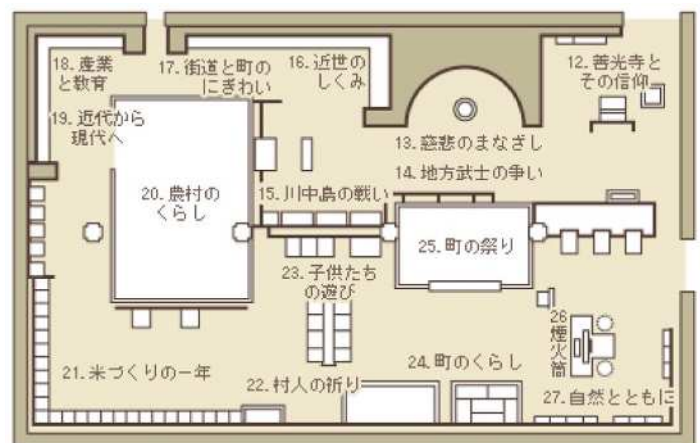 12. 善光寺と
その信仰
13. 慈悲のまなざし
14. 地方武士の争い
15. 川中島の戦い
16. 近世の
しくみ
17. 街道と町の
にぎわい
18. 産業
と教育
19. 近代から
現代へ
20. 農村の
くらし
21. 米づくりの一年
22. 村人の祈り
23. 子供たち
の遊び
24. 町のくらし
25. 町の祭り
26
煙火筒
27. 自然とともに